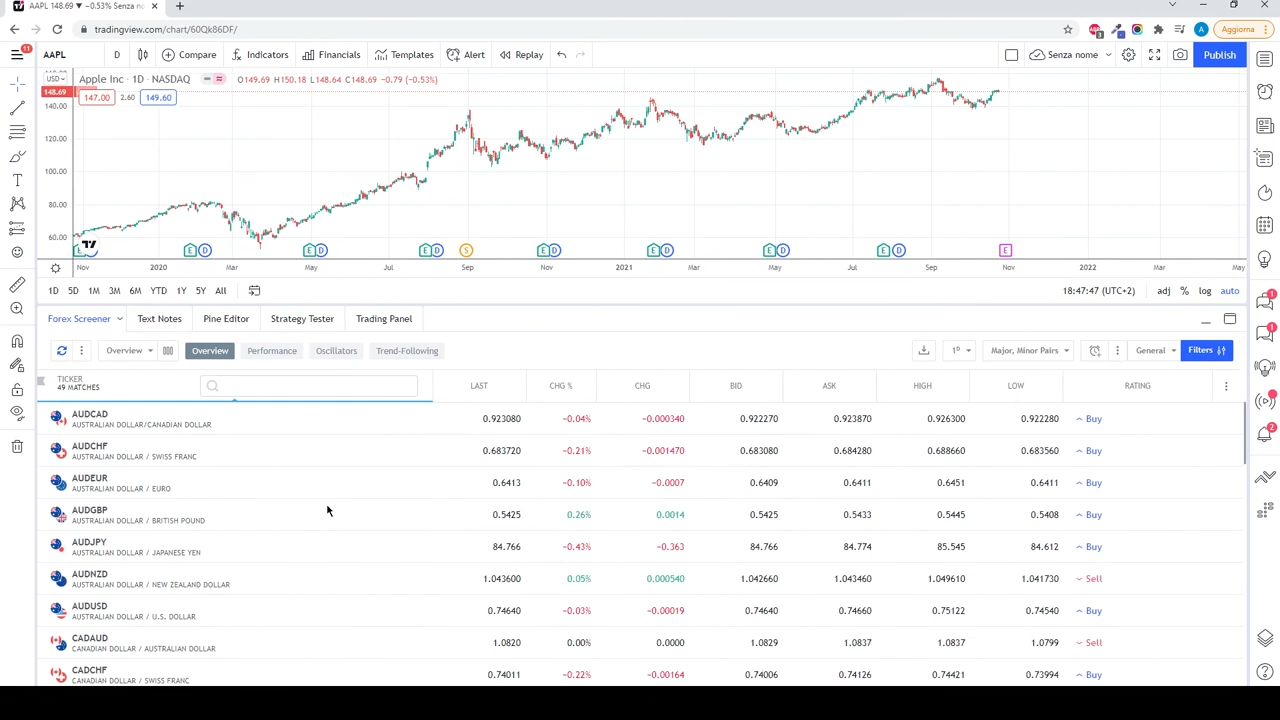 AAPL 148.69 ▼ −0.53% Senza no
tradingview.com/chart/60Qk86DF/
Aggiorna
11
AAPL D Compare Indicators Financials Templates Alert Replay Senza nome Publish
USD
Apple Inc · 1D · NASDAQ O149.69 H150.18 L148.64 C148.69 −0.79 (−0.53%)
148.69
147.00 2.60 149.60
140.00
120.00
100.00
80.00
60.00
E D E D E D S E D E D E D E D E
Nov 2020 Mar May Jul Sep Nov 2021 Mar May Jul Sep Nov 2022 Mar May
1D 5D 1M 3M 6M YTD 1Y 5Y All 18:47:47 (UTC+2) adj % log auto
Forex Screener Text Notes Pine Editor Strategy Tester Trading Panel
Overview Overview Performance Oscillators Trend-Following 1D Major, Minor Pairs General Filters
TICKER LAST CHG % CHG BID ASK HIGH LOW RATING
49 MATCHES
AUDCAD 0.923080 −0.04% −0.000340 0.922270 0.923870 0.926300 0.922280 Buy
AUSTRALIAN DOLLAR/CANADIAN DOLLAR
AUDCHF 0.683720 −0.21% −0.001470 0.683080 0.684280 0.688660 0.683560 Buy
AUSTRALIAN DOLLAR / SWISS FRANC
AUDEUR 0.6413 −0.10% −0.0007 0.6409 0.6411 0.6451 0.6411 Buy
AUSTRALIAN DOLLAR / EURO
AUDGBP 0.5425 0.26% 0.0014 0.5425 0.5433 0.5445 0.5408 Buy
AUSTRALIAN DOLLAR / BRITISH POUND
AUDJPY 84.766 −0.43% −0.363 84.766 84.774 85.545 84.612 Buy
AUSTRALIAN DOLLAR / JAPANESE YEN
AUDNZD 1.043600 0.05% 0.000540 1.042660 1.043460 1.049610 1.041730 Sell
AUSTRALIAN DOLLAR / NEW ZEALAND DOLLAR
AUDUSD 0.74640 −0.03% −0.00019 0.74640 0.74660 0.75122 0.74540 Buy
AUSTRALIAN DOLLAR / U.S. DOLLAR
CADAUD 1.0820 0.00% 0.0000 1.0829 1.0837 1.0837 1.0799 Sell
CANADIAN DOLLAR / AUSTRALIAN DOLLAR
CADCHF 0.74011 −0.22% −0.00164 0.74006 0.74126 0.74421 0.73994 Buy
CANADIAN DOLLAR / SWISS FRANC